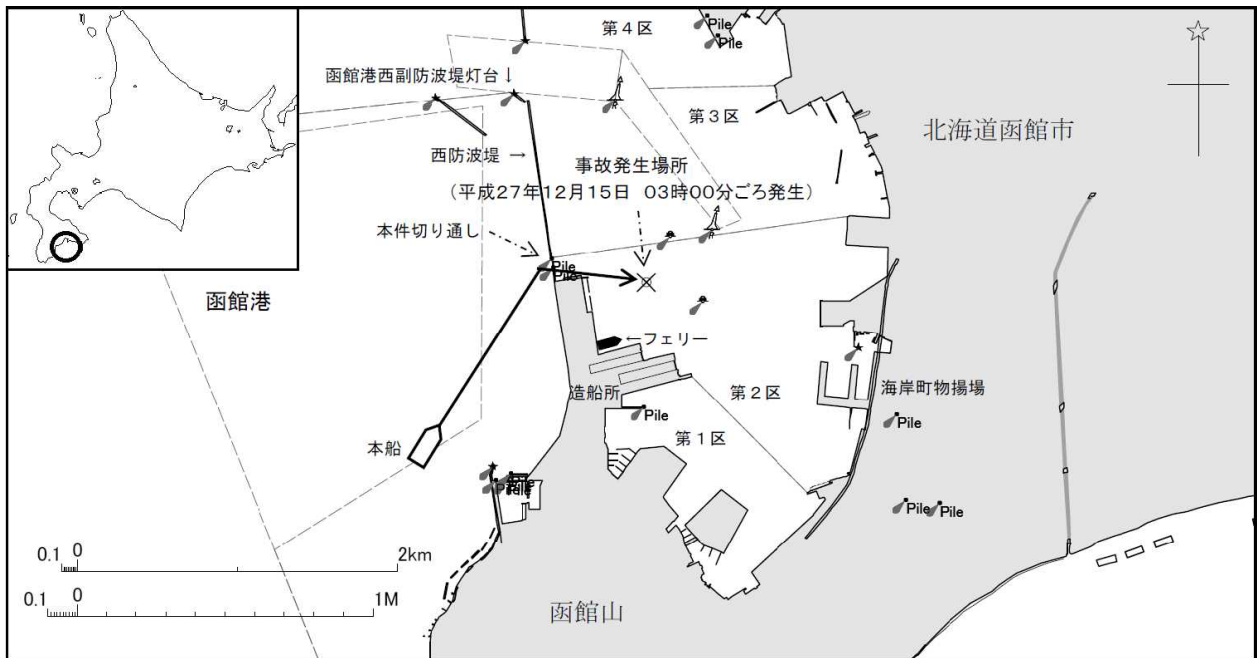 第4区
Pile
Pile
函館港西副防波堤灯台↓
第3区
北海道函館市
西防波堤 →
事故発生場所
(平成27年12月15日 03時00分ごろ発生)
本件切り通し
Pile
Pile
函館港
←フェリー
造船所
第2区
海岸町物揚場
Pile
Pile
第1区
本船
Pile
Pile
0.1 0 2km
0.1 0 1M
函館山